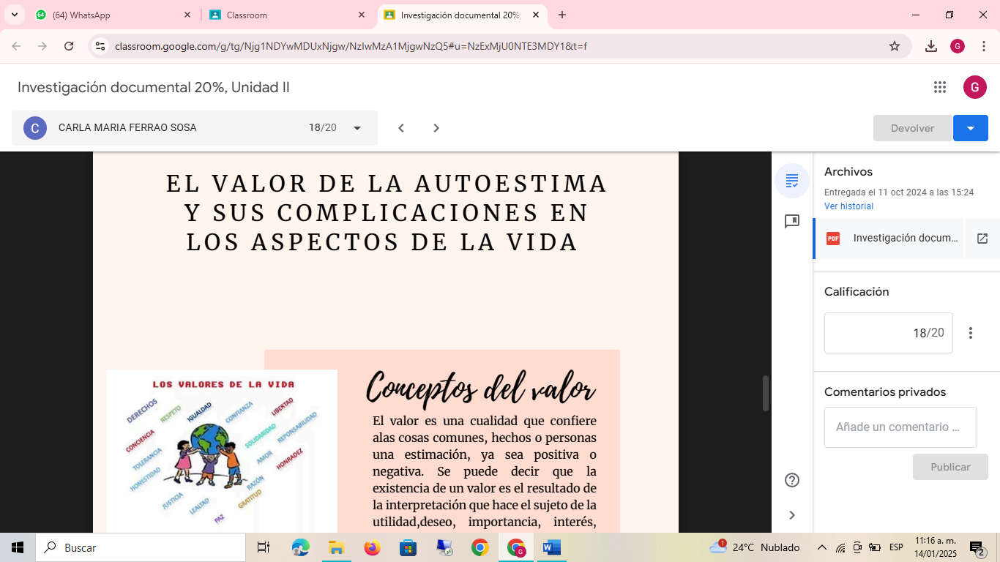 (64) WhatsApp
Classroom
Investigación documental 20%,
classroom.google.com/g/tg/Njg1NDYwMDUxNjgw/NzIwMzA1MjgwNzQ5#u=NzExMjU0NTE3MDY1&t=f
G
Investigación documental 20%, Unidad II
G
C
CARLA MARIA FERRAO SOSA
18/20
Devolver
EL VALOR DE LA AUTOESTIMA
Y SUS COMPLICACIONES EN
LOS ASPECTOS DE LA VIDA
LOS VALORES DE LA VIDA
DERECHOS
RESPETO
IGUALDAD
CONFIANZA
LIBERTAD
CONCIENCIA
SOLIDARIDAD
REPONSABILIDAD
TOLERANCIA
AMOR
HONRADEZ
HONESTIDAD
RAZÓN
JUSTICIA
LEALTAD
GRATITUD
PAZ
Conceptos del valor
El valor es una cualidad que confiere
alas cosas comunes, hechos o personas
una estimación, ya sea positiva o
negativa. Se puede decir que la
existencia de un valor es el resultado de
la interpretación que hace el sujeto de la
utilidad,deseo, importancia, interés,
Archivos
Entregada el 11 oct 2024 a las 15:24
Ver historial
PDF
Investigación docum...
Calificación
18/20
Comentarios privados
Añade un comentario ...
Publicar
Buscar
1
24°C Nublado
ESP
11:16 a. m.
14/01/2025
2